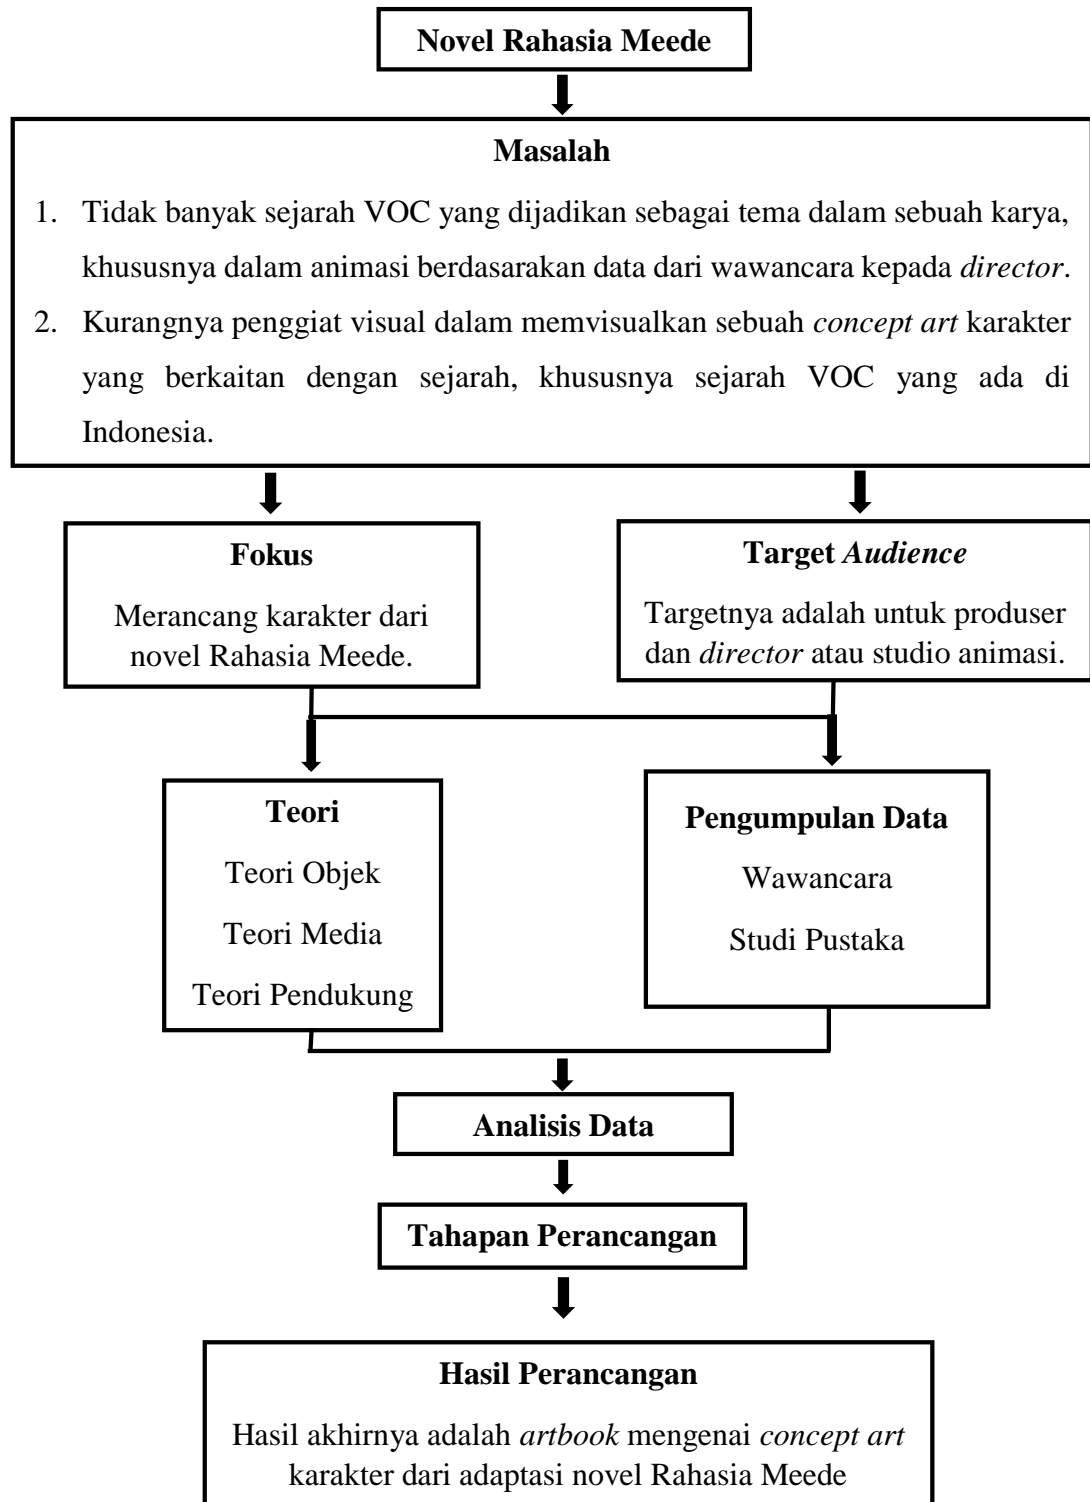 Novel Rahasia Meede
Masalah
1. Tidak banyak sejarah VOC yang dijadikan sebagai tema dalam sebuah karya,
khususnya dalam animasi berdasarakan data dari wawancara kepada director.
2. Kurangnya penggiat visual dalam memvisualkan sebuah concept art karakter
yang berkaitan dengan sejarah, khususnya sejarah VOC yang ada di
Indonesia.
Fokus
Merancang karakter dari
novel Rahasia Meede.
Target Audience
Targetnya adalah untuk produser
dan director atau studio animasi.
Teori
Teori Objek
Teori Media
Teori Pendukung
Pengumpulan Data
Wawancara
Studi Pustaka
Analisis Data
Tahapan Perancangan
Hasil Perancangan
Hasil akhirnya adalah artbook mengenai concept art
karakter dari adaptasi novel Rahasia Meede